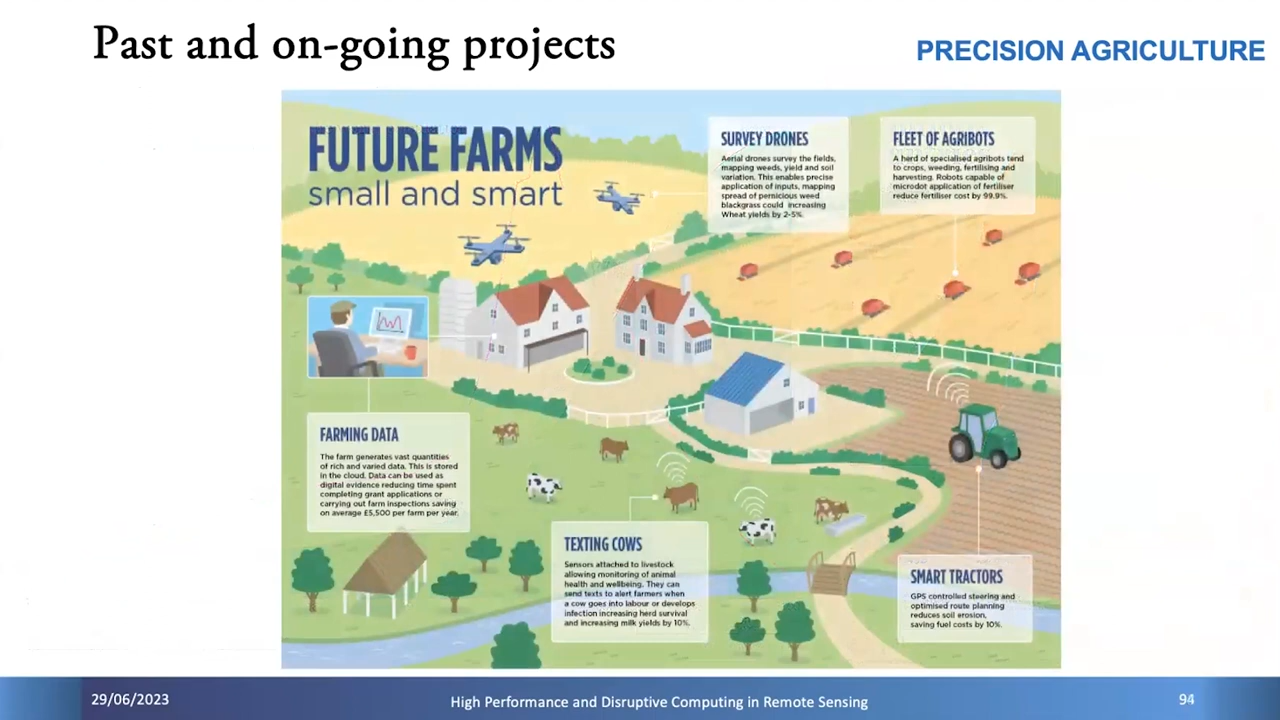 Past and on-going projects
PRECISION AGRICULTURE
FUTURE FARMS
small and smart
SURVEY DRONES
Aerial drones survey the fields,
mapping weeds, yield and soil
variation. This enables precise
application of inputs, mapping
spread of pernicious weed
blackgrass could increasing
Wheat yields by 2-5%.
FLEET OF AGRIBOTS
A herd of specialised agribots tend
to crops, weeding, fertilising and
harvesting. Robots capable of
microdot application of fertiliser
reduce fertiliser cost by 99.9%.
FARMING DATA
The farm generates vast quantities
of rich and varied data. This is stored
in the cloud. Data can be used as
digital evidence reducing time spent
completing grant applications or
carrying out farm inspections saving
on average £5,500 per farm per year.
TEXTING COWS
Sensors attached to livestock
allowing monitoring of animal
health and wellbeing. They can
send texts to alert farmers when
a cow goes into labour or develops
infection increasing herd survival
and increasing milk yields by 10%.
SMART TRACTORS
GPS controlled steering and
optimised route planning
reduces soil erosion,
saving fuel costs by 10%.
29/06/2023
High Performance and Disruptive Computing in Remote Sensing
94